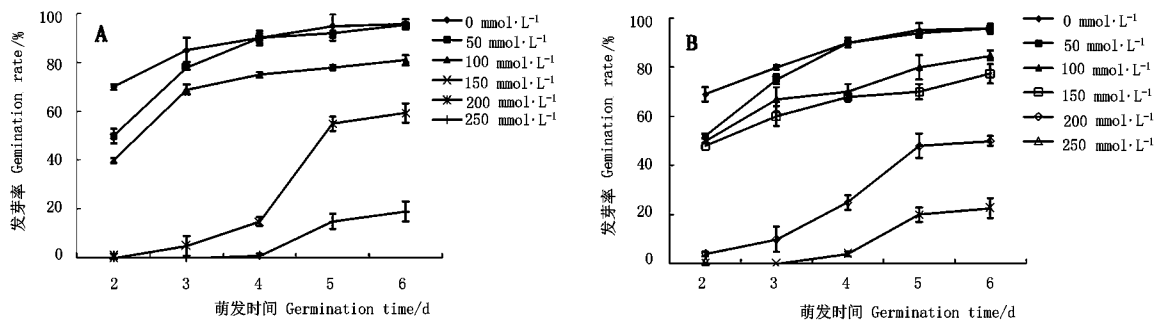 A
发芽率 Gemination rate/%
100
80
60
40
20
0
2 3 4 5 6
萌发时间 Germination time/d
0 mmol·L⁻¹
50 mmol·L⁻¹
100 mmol·L⁻¹
150 mmol·L⁻¹
200 mmol·L⁻¹
250 mmol·L⁻¹
B
发芽率 Germination rate/%
100
80
60
40
20
0
2 3 4 5 6
萌发时间 Germination time/d
0 mmol·L⁻¹
50 mmol·L⁻¹
100 mmol·L⁻¹
150 mmol·L⁻¹
200 mmol·L⁻¹
250 mmol·L⁻¹